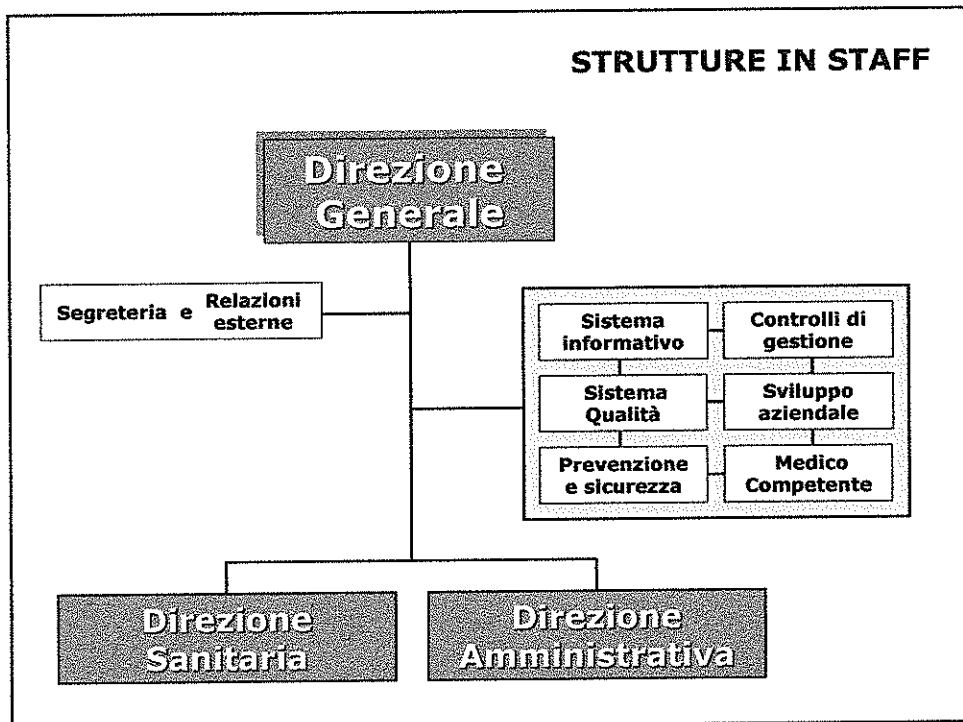 STRUTTURE IN STAFF
Direzione
Generale
Segreteria e Relazioni
esterne
Sistema
informativo
Controlli di
gestione
Sistema
Qualità
Sviluppo
aziendale
Prevenzione
e sicurezza
Medico
Competente
Direzione
Sanitaria
Direzione
Amministrativa